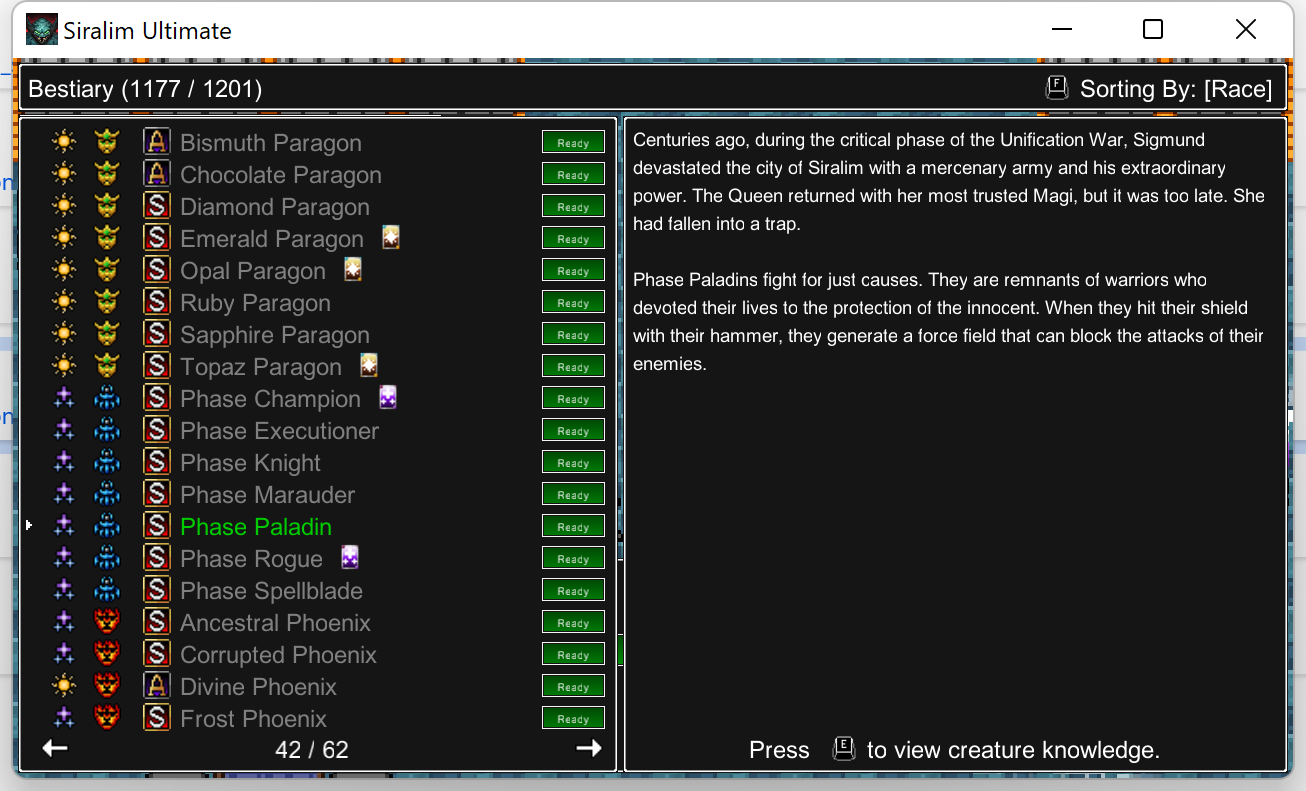 Siralim Ultimate
Bestiary (1177 / 1201)
F Sorting By: [Race]
A Bismuth Paragon Ready
A Chocolate Paragon Ready
S Diamond Paragon Ready
S Emerald Paragon Ready
S Opal Paragon Ready
S Ruby Paragon Ready
S Sapphire Paragon Ready
S Topaz Paragon Ready
S Phase Champion Ready
S Phase Executioner Ready
S Phase Knight Ready
S Phase Marauder Ready
S Phase Paladin Ready
S Phase Rogue Ready
S Phase Spellblade Ready
S Ancestral Phoenix Ready
S Corrupted Phoenix Ready
A Divine Phoenix Ready
S Frost Phoenix Ready
42 / 62
Centuries ago, during the critical phase of the Unification War, Sigmund
devastated the city of Siralim with a mercenary army and his extraordinary
power. The Queen returned with her most trusted Magi, but it was too late. She
had fallen into a trap.
Phase Paladins fight for just causes. They are remnants of warriors who
devoted their lives to the protection of the innocent. When they hit their shield
with their hammer, they generate a force field that can block the attacks of their
enemies.
Press E to view creature knowledge.